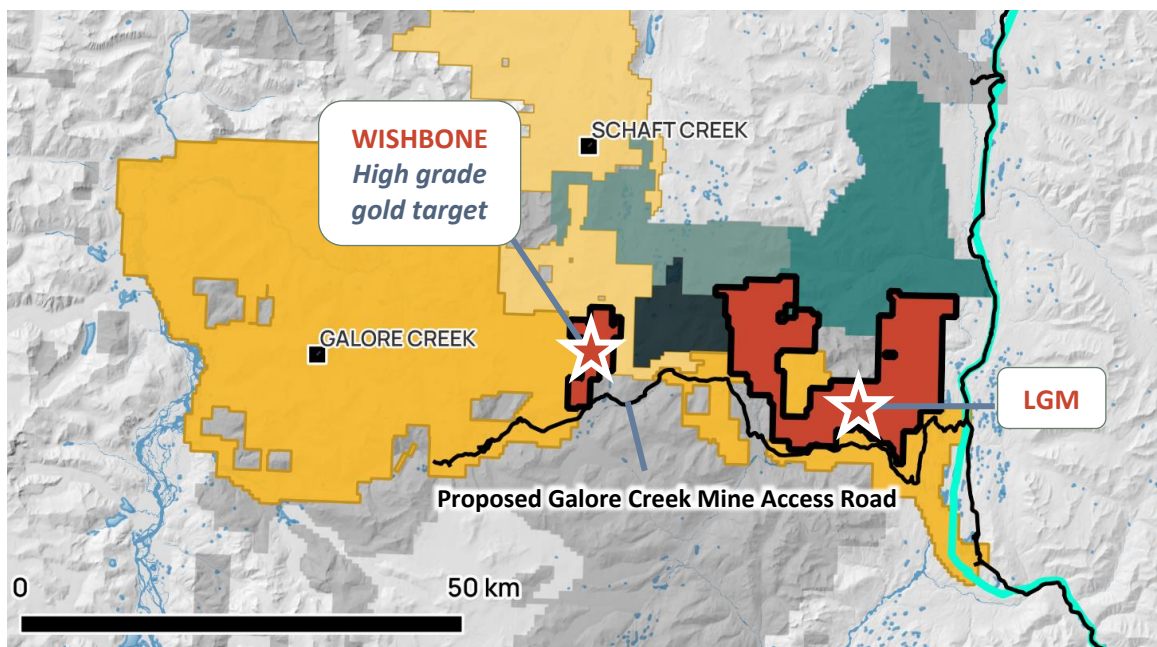 SCHAFT CREEK
WISHBONE
High grade
gold target
GALORE CREEK
LGM
Proposed Galore Creek Mine Access Road
0
50 km